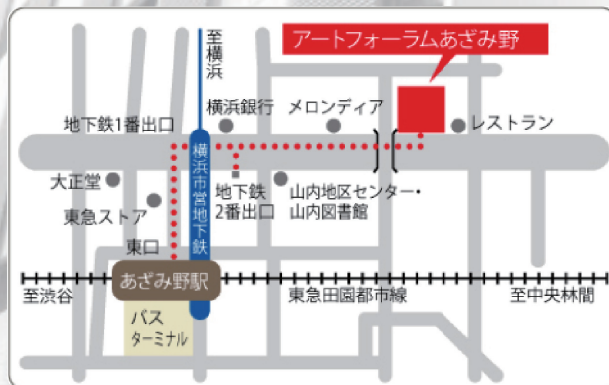 至横浜
アートフォーラムあざみ野
地下鉄1番出口
横浜銀行
メロンディア
レストラン
大正堂
東急ストア
横浜市営地下鉄
地下鉄
2番出口
山内地区センター・
山内図書館
東口
あざみ野駅
至渋谷
東急田園都市線
至中央林間
バス
ターミナル